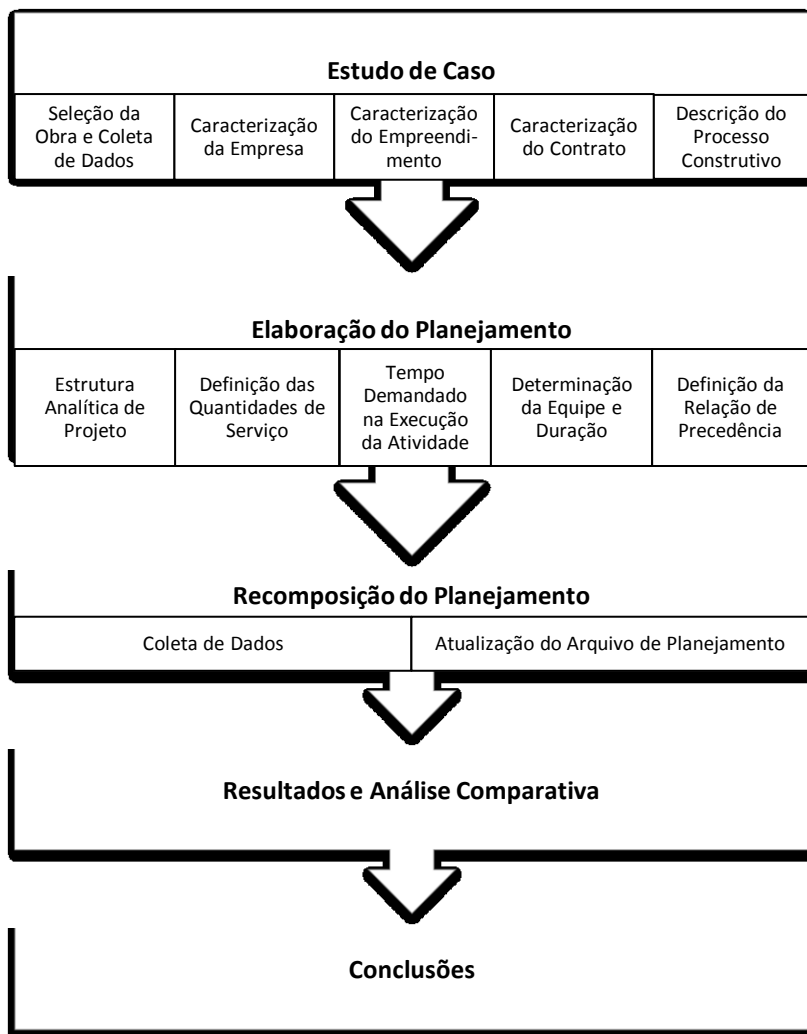 Estudo de Caso
Seleção da
Obra e Coleta
de Dados
Caracterização
da Empresa
Caracterização
do Empreendi-
mento
Caracterização
do Contrato
Descrição do
Processo
Construtivo
Elaboração do Planejamento
Estrutura
Analítica de
Projeto
Definição das
Quantidades de
Serviço
Tempo
Demandado
na Execução
da Atividade
Determinação
da Equipe e
Duração
Definição da
Relação de
Precedência
Recomposição do Planejamento
Coleta de Dados
Atualização do Arquivo de Planejamento
Resultados e Análise Comparativa
Conclusões